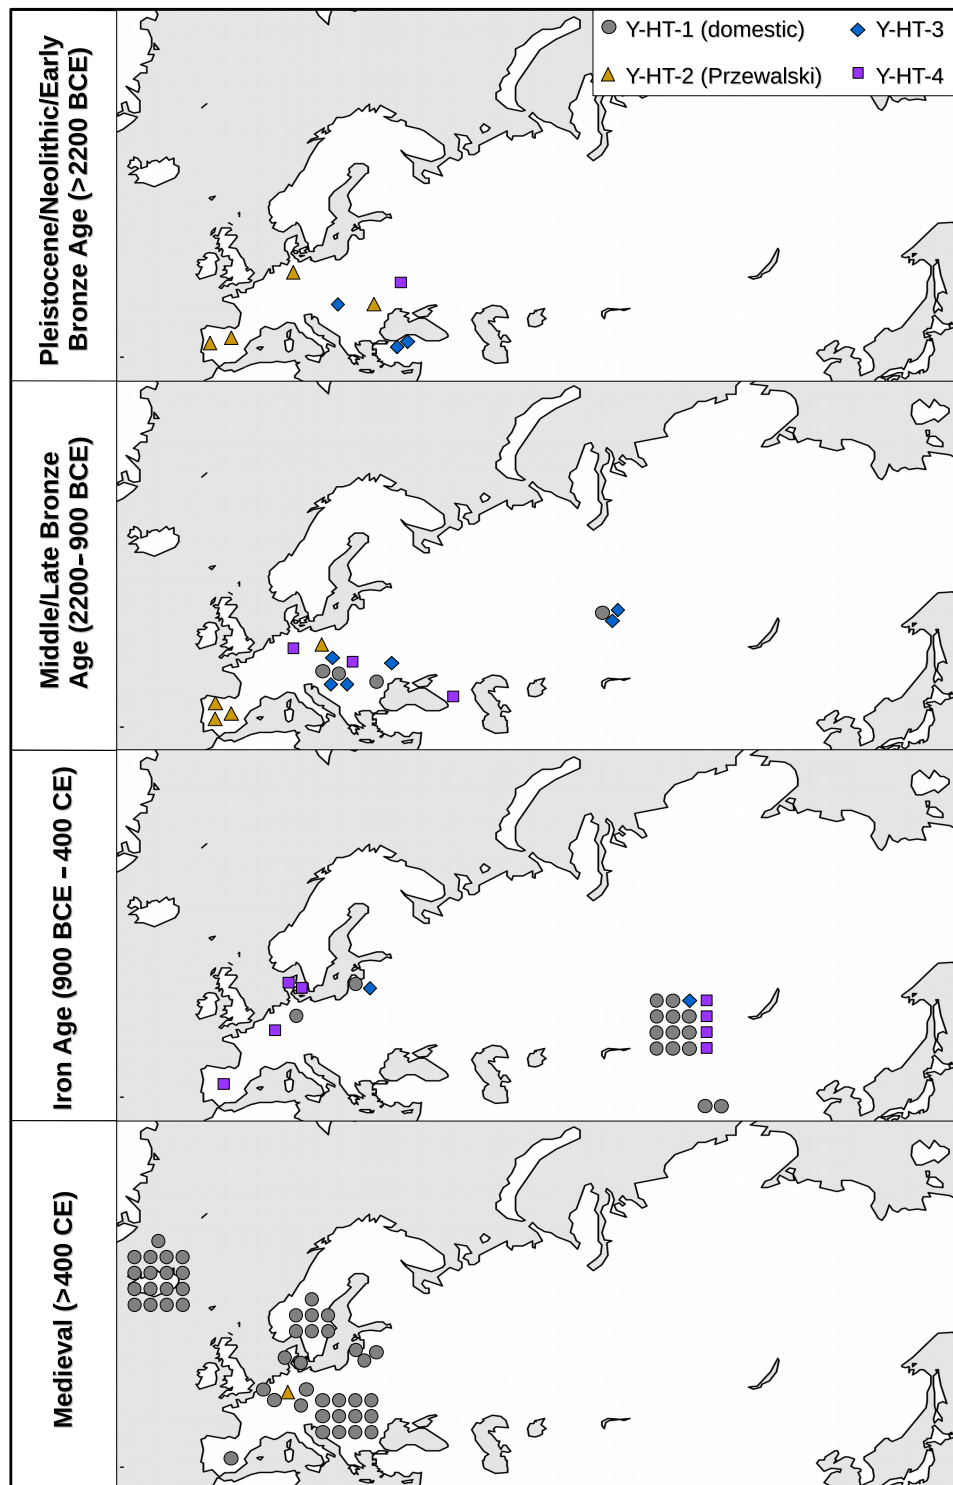 Y-HT-1 (domestic)
Y-HT-3
Y-HT-2 (Przewalski)
Y-HT-4
Pleistocene/Neolithic/Early
Bronze Age (>2200 BCE)
Middle/Late Bronze
Age (2200-900 BCE)
Iron Age (900 BCE - 400 CE)
Medieval (>400 CE)